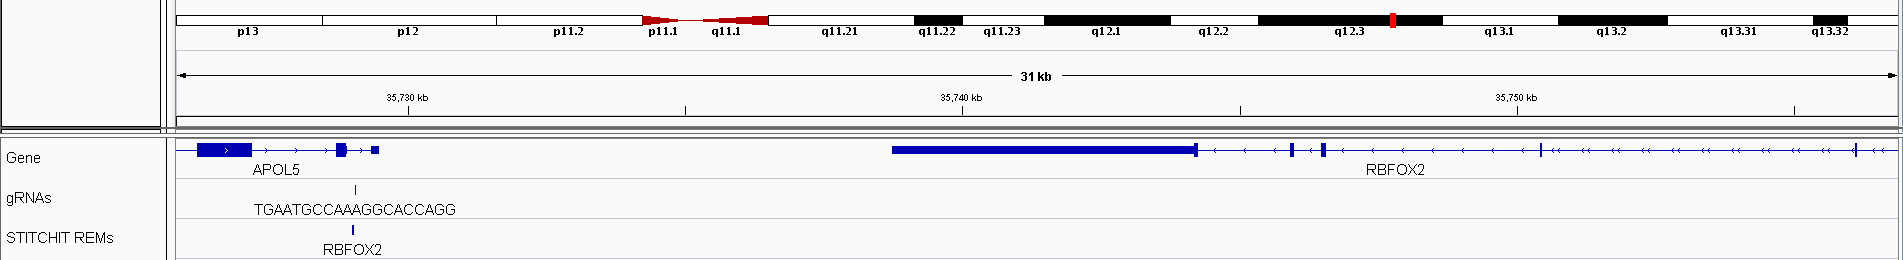 p13 p12 p11.2 p11.1 q11.1 q11.21 q11.22 q11.23 q12.1 q12.2 q12.3 q13.1 q13.2 q13.31 q13.32
31 kb
35,730 kb 35,740 kb 35,750 kb
Gene
APOL5 RBFOX2
gRNAs
TGAATGCCAAAGGCACCAGG
STITCHIT REMs
RBFOX2